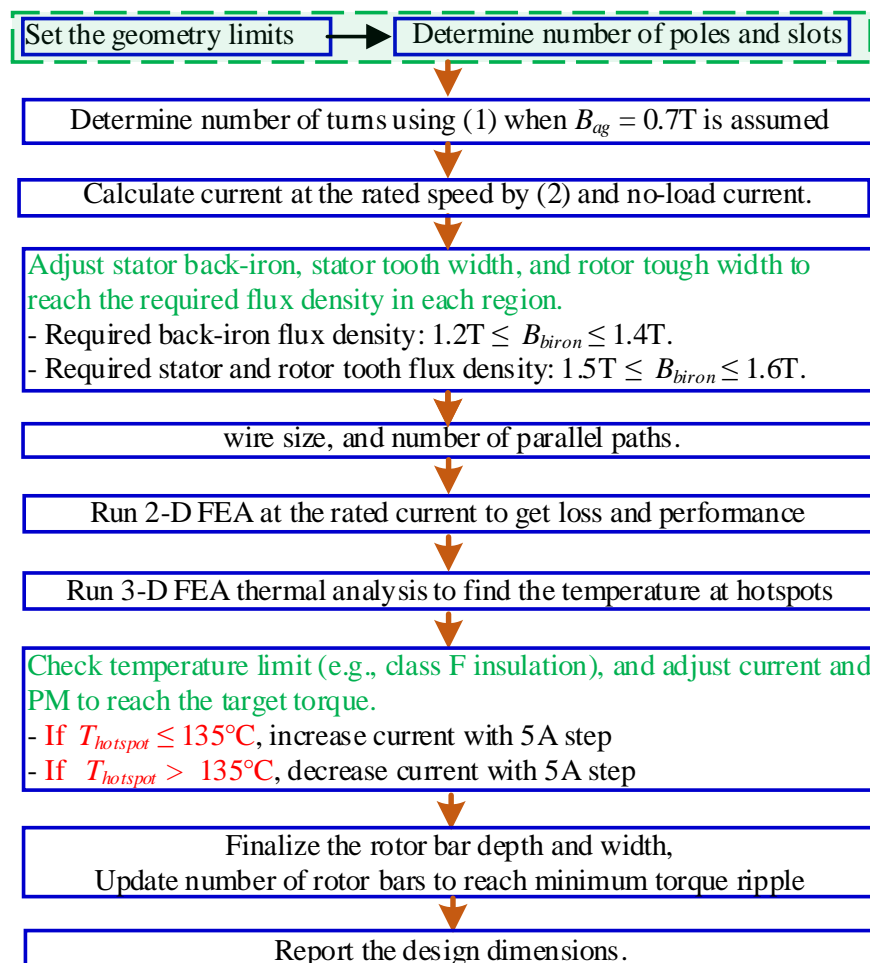 Set the geometry limits
Determine number of poles and slots
Determine number of turns using (1) when B_ag = 0.7T is assumed
Calculate current at the rated speed by (2) and no-load current.
Adjust stator back-iron, stator tooth width, and rotor tough width to
reach the required flux density in each region.
- Required back-iron flux density: 1.2T ≤ B_biron ≤ 1.4T.
- Required stator and rotor tooth flux density: 1.5T ≤ B_biron ≤ 1.6T.
wire size, and number of parallel paths.
Run 2-D FEA at the rated current to get loss and performance
Run 3-D FEA thermal analysis to find the temperature at hotspots
Check temperature limit (e.g., class F insulation), and adjust current and
PM to reach the target torque.
- If T_hotspot ≤ 135°C, increase current with 5A step
- If T_hotspot > 135°C, decrease current with 5A step
Finalize the rotor bar depth and width,
Update number of rotor bars to reach minimum torque ripple
Report the design dimensions.